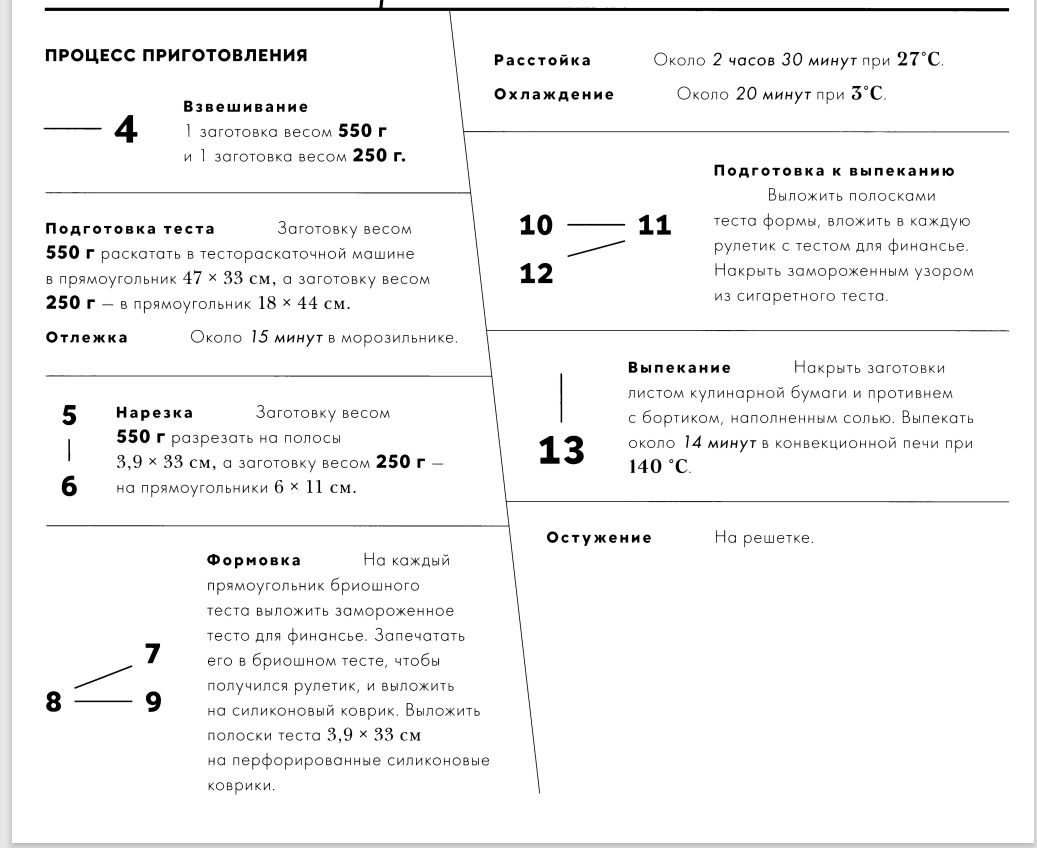 ПРОЦЕСС ПРИГОТОВЛЕНИЯ
4
Взвешивание
1 заготовка весом 550 г
и 1 заготовка весом 250 г.
Подготовка теста Заготовку весом
550 г раскатать в тестораскаточной машине
в прямоугольник 47 × 33 см, а заготовку весом
250 г – в прямоугольник 18 × 44 см.
Отлежка Около 15 минут в морозильнике.
5
6
Нарезка Заготовку весом
550 г разрезать на полосы
3,9 × 33 см, а заготовку весом 250 г –
на прямоугольники 6 × 11 см.
7
8 9
Формовка На каждый
прямоугольник бриошного
теста выложить замороженное
тесто для финансье. Запечатать
его в бриошном тесте, чтобы
получился рулетик, и выложить
на силиконовый коврик. Выложить
полоски теста 3,9 × 33 см
на перфорированные силиконовые
коврики.
Расстойка Около 2 часов 30 минут при 27°С.
Охлаждение Около 20 минут при 3°С.
10 11
12
Подготовка к выпеканию
Выложить полосками
теста формы, вложить в каждую
рулетик с тестом для финансье.
Накрыть замороженным узором
из сигаретного теста.
13
Выпекание Накрыть заготовки
листом кулинарной бумаги и противнем
с бортиком, наполненным солью. Выпекать
около 14 минут в конвекционной печи при
140 °С.
Остужение На решетке.